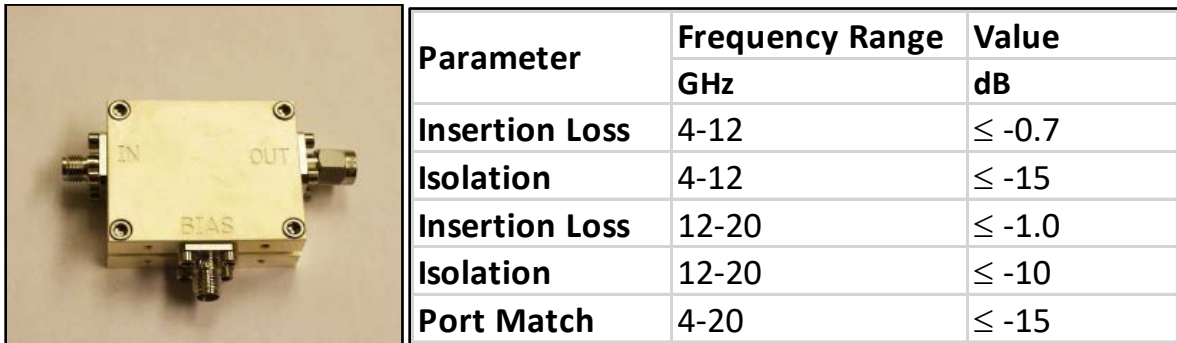 IN
OUT
BIAS
Parameter Frequency Range Value
GHz dB
Insertion Loss 4-12 ≤ -0.7
Isolation 4-12 ≤ -15
Insertion Loss 12-20 ≤ -1.0
Isolation 12-20 ≤ -10
Port Match 4-20 ≤ -15